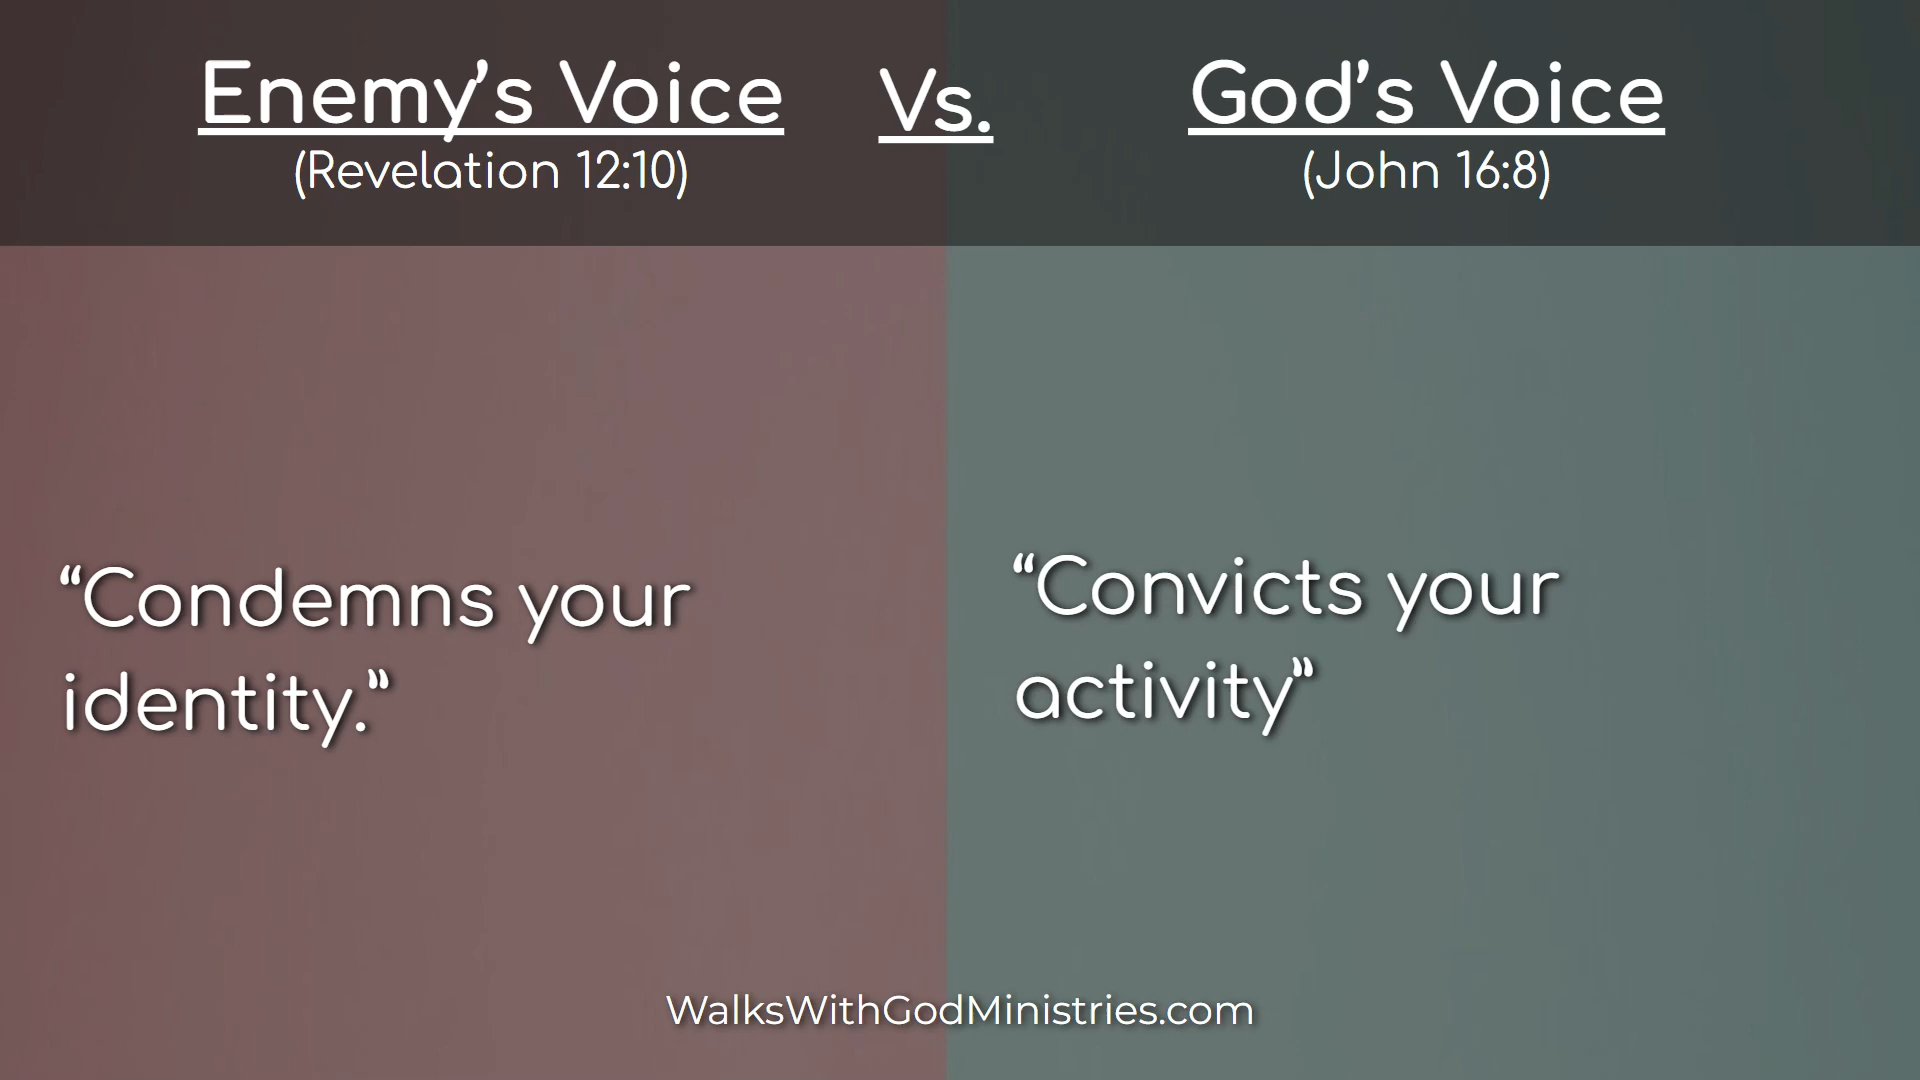 Enemy’s Voice
(Revelation 12:10)
Vs.
God’s Voice
(John 16:8)
“Condemns your
identity.”
“Convicts your
activity”
WalksWithGodMinistries.com